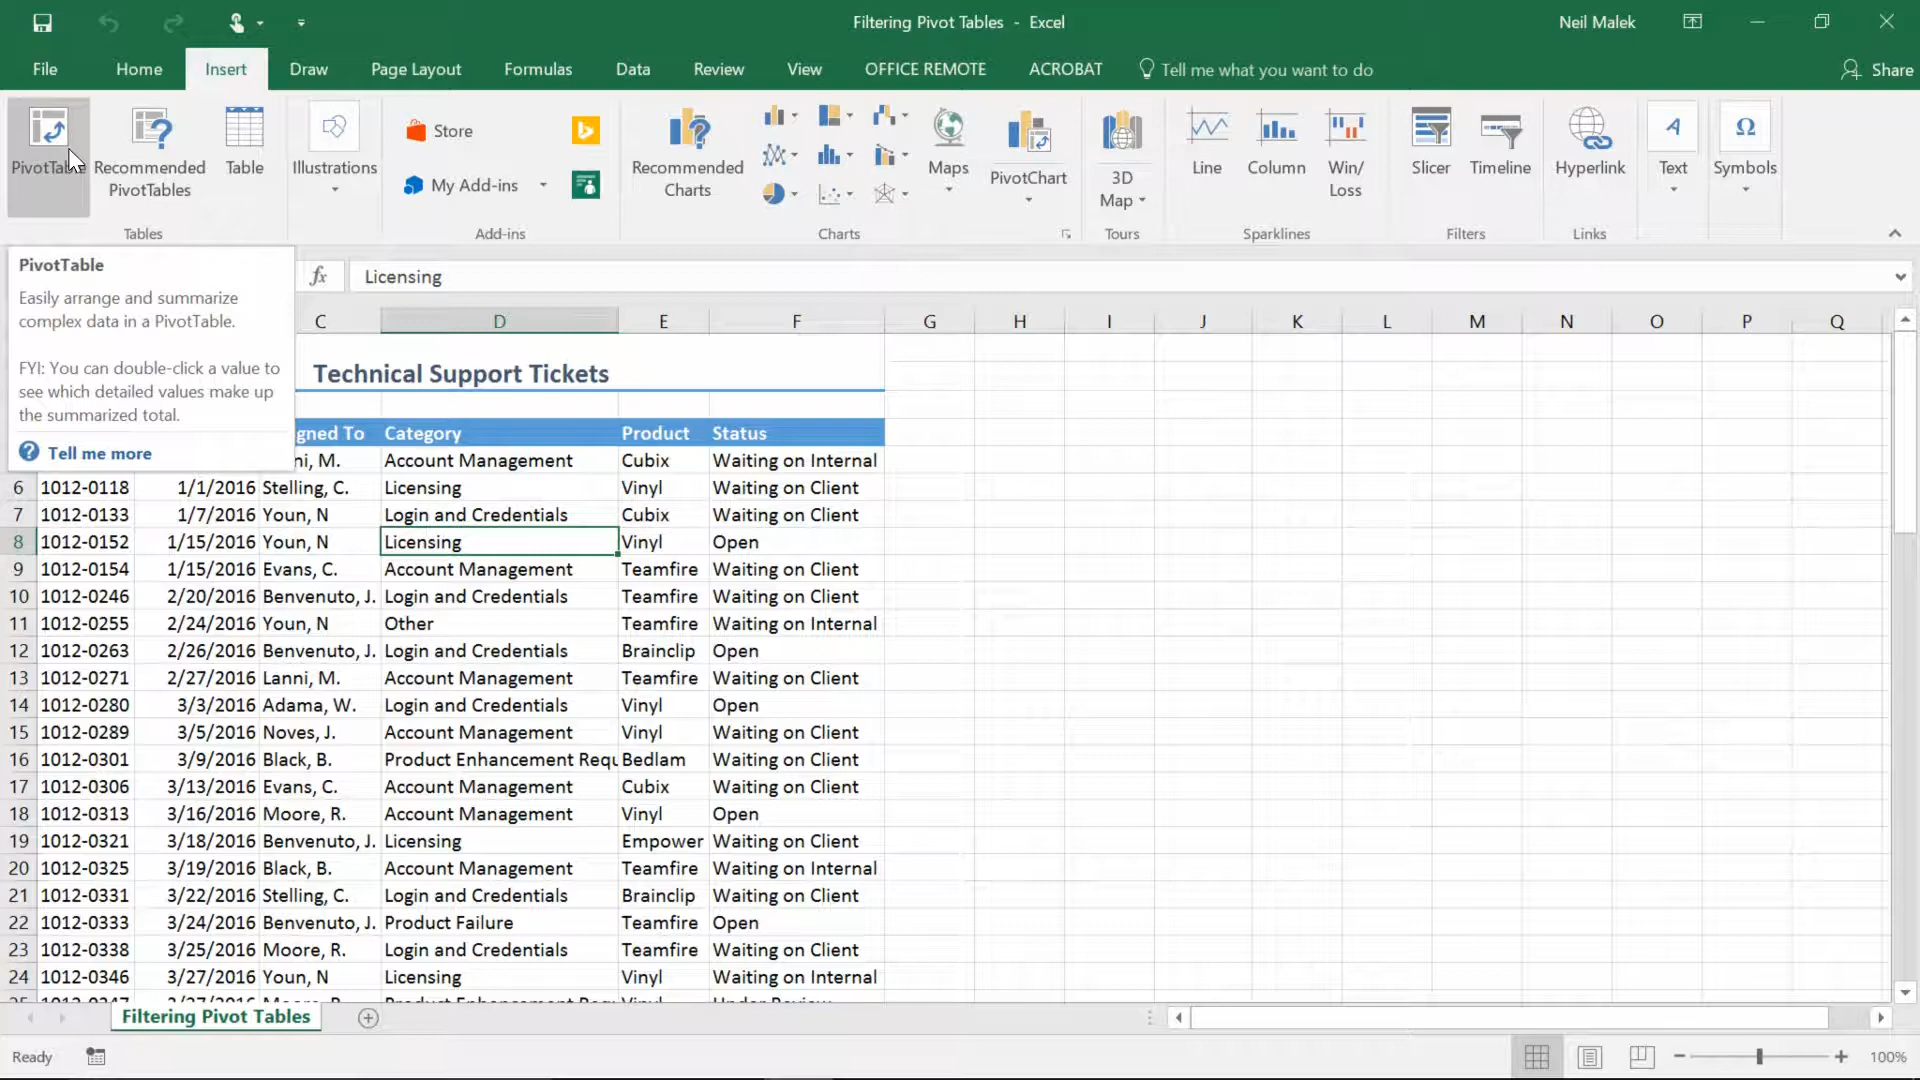 Filtering Pivot Tables - Excel
Neil Malek
File Home Insert Draw Page Layout Formulas Data Review View OFFICE REMOTE ACROBAT Tell me what you want to do Share
PivotTable
Recommended PivotTables
Table
Illustrations
Store
My Add-ins
Recommended Charts
Maps
PivotChart
3D Map
Line
Column
Win/ Loss
Slicer
Timeline
Hyperlink
Text
Symbols
Tables Add-ins Charts Tours Sparklines Filters Links
PivotTable
Easily arrange and summarize
complex data in a PivotTable.
FYI: You can double-click a value to
see which detailed values make up
the summarized total.
Tell me more
fx Licensing
C D E F G H I J K L M N O P Q
Technical Support Tickets
gned To Category Product Status
ni, M. Account Management Cubix Waiting on Internal
6 1012-0118 1/1/2016 Stelling, C. Licensing Vinyl Waiting on Client
7 1012-0133 1/7/2016 Youn, N Login and Credentials Cubix Waiting on Client
8 1012-0152 1/15/2016 Youn, N Licensing Vinyl Open
9 1012-0154 1/15/2016 Evans, C. Account Management Teamfire Waiting on Client
10 1012-0246 2/20/2016 Benvenuto, J. Login and Credentials Teamfire Waiting on Client
11 1012-0255 2/24/2016 Youn, N Other Teamfire Waiting on Internal
12 1012-0263 2/26/2016 Benvenuto, J. Login and Credentials Brainclip Open
13 1012-0271 2/27/2016 Lanni, M. Account Management Teamfire Waiting on Client
14 1012-0280 3/3/2016 Adama, W. Login and Credentials Vinyl Open
15 1012-0289 3/5/2016 Noves, J. Account Management Vinyl Waiting on Client
16 1012-0301 3/9/2016 Black, B. Product Enhancement Requ Bedlam Waiting on Client
17 1012-0306 3/13/2016 Evans, C. Account Management Cubix Waiting on Client
18 1012-0313 3/16/2016 Moore, R. Account Management Vinyl Open
19 1012-0321 3/18/2016 Benvenuto, J. Licensing Empower Waiting on Client
20 1012-0325 3/19/2016 Black, B. Account Management Teamfire Waiting on Internal
21 1012-0331 3/22/2016 Stelling, C. Login and Credentials Brainclip Waiting on Client
22 1012-0333 3/24/2016 Benvenuto, J. Product Failure Teamfire Open
23 1012-0338 3/25/2016 Moore, R. Login and Credentials Teamfire Waiting on Client
24 1012-0346 3/27/2016 Youn, N Licensing Vinyl Waiting on Internal
Filtering Pivot Tables
Ready
100%